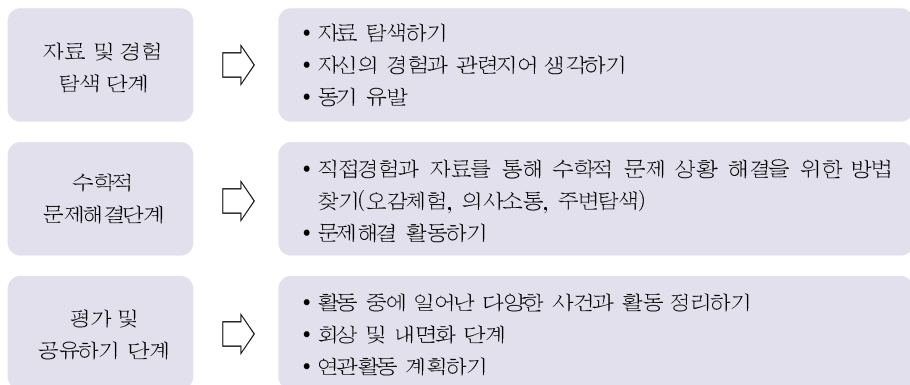 자료 및 경험
탐색 단계
• 자료 탐색하기
• 자신의 경험과 관련지어 생각하기
• 동기 유발
수학적
문제해결단계
• 직접경험과 자료를 통해 수학적 문제 상황 해결을 위한 방법
찾기(오감체험, 의사소통, 주변탐색)
• 문제해결 활동하기
평가 및
공유하기 단계
• 활동 중에 일어난 다양한 사건과 활동 정리하기
• 회상 및 내면화 단계
• 연관활동 계획하기